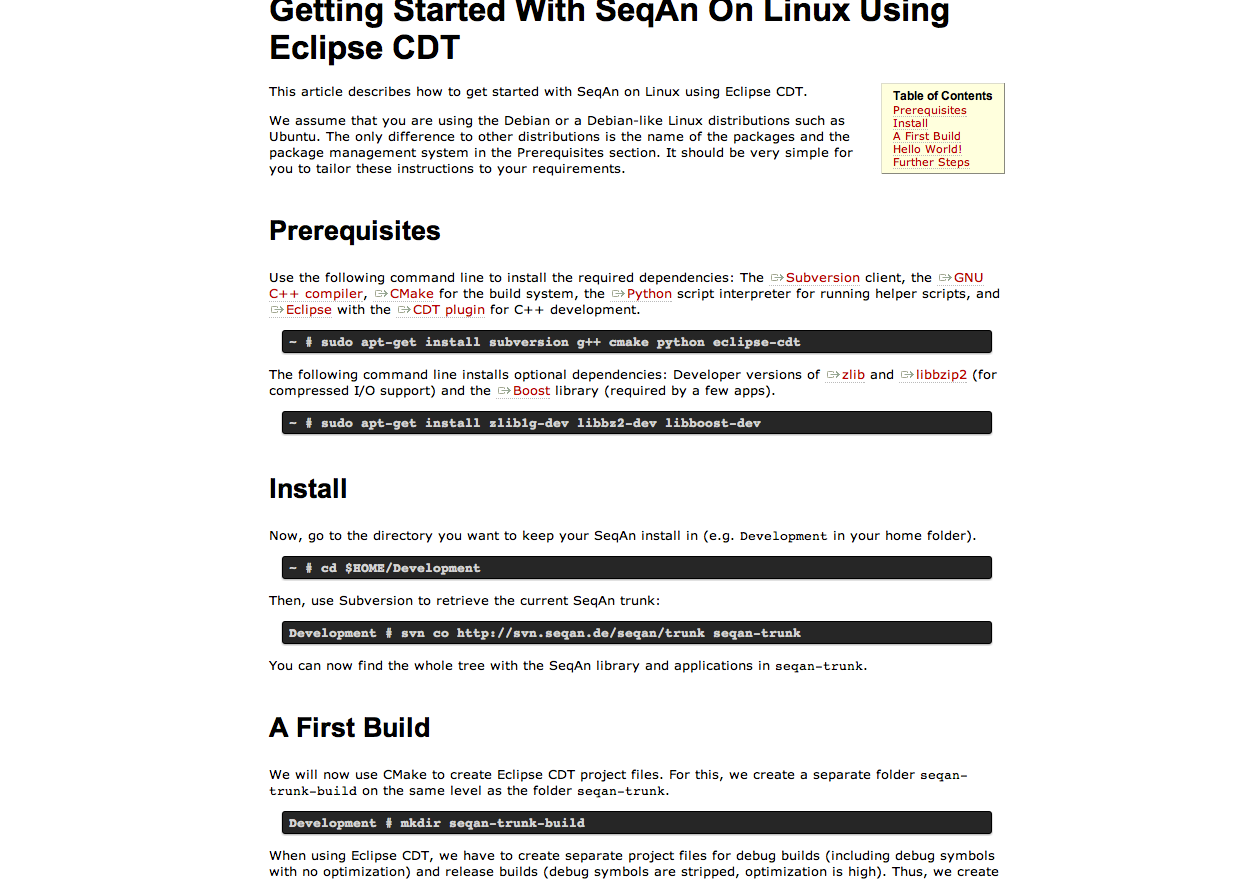 Getting Started With SeqAn On Linux Using
Eclipse CDT
This article describes how to get started with SeqAn on Linux using Eclipse CDT.
We assume that you are using the Debian or a Debian-like Linux distributions such as
Ubuntu. The only difference to other distributions is the name of the packages and the
package management system in the Prerequisites section. It should be very simple for
you to tailor these instructions to your requirements.
Table of Contents
Prerequisites
Install
A First Build
Hello World!
Further Steps
Prerequisites
Use the following command line to install the required dependencies: The Subversion client, the GNU
C++ compiler, CMake for the build system, the Python script interpreter for running helper scripts, and
Eclipse with the CDT plugin for C++ development.
~ # sudo apt-get install subversion g++ cmake python eclipse-cdt
The following command line installs optional dependencies: Developer versions of zlib and libbzip2 (for
compressed I/O support) and the Boost library (required by a few apps).
~ # sudo apt-get install zlib1g-dev libbz2-dev libboost-dev
Install
Now, go to the directory you want to keep your SeqAn install in (e.g. Development in your home folder).
~ # cd $HOME/Development
Then, use Subversion to retrieve the current SeqAn trunk:
Development # svn co http://svn.seqan.de/seqan/trunk seqan-trunk
You can now find the whole tree with the SeqAn library and applications in seqan-trunk.
A First Build
We will now use CMake to create Eclipse CDT project files. For this, we create a separate folder seqan-
trunk-build on the same level as the folder seqan-trunk.
Development # mkdir seqan-trunk-build
When using Eclipse CDT, we have to create separate project files for debug builds (including debug symbols
with no optimization) and release builds (debug symbols are stripped, optimization is high). Thus, we create